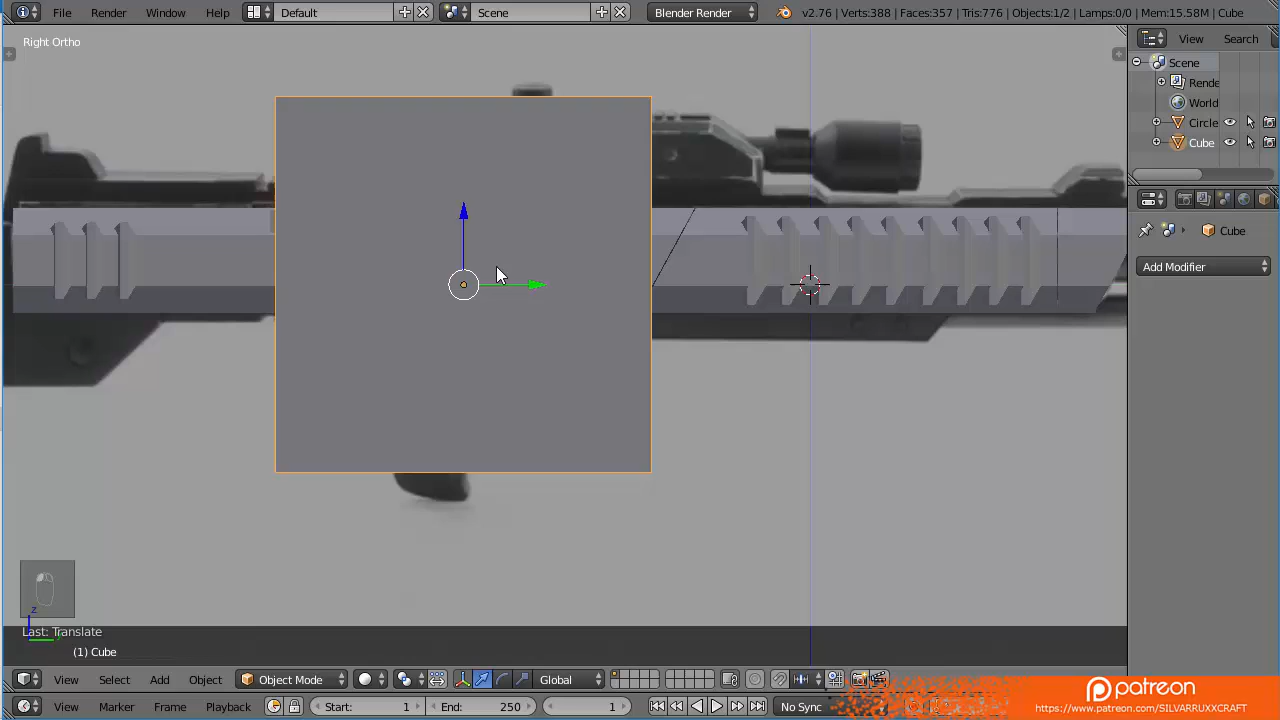 File Render Window Help Default Scene Blender Render v2.76 | Verts:388 | Faces:357 | Tris:776 | Objects:1/2 | Lamps:0/0 | Mem:15.58M | Cube
Right Ortho
View Search
Scene
Rende
World
Circle
Cube
Cube
Add Modifier
z
Last: Translate
(1) Cube
View Select Add Object Object Mode Global
View Marker Frame Playb Start: End: 250 1 No Sync
patreon
https://www.patreon.com/SILVARRUXXCRAFT